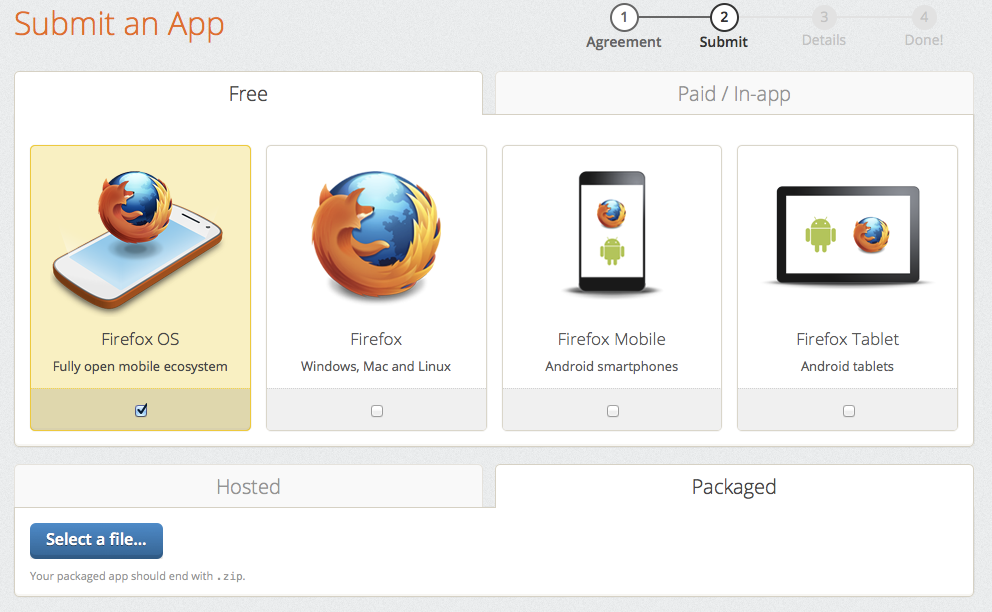 Submit an App
1 2 3 4
Agreement Submit Details Done!
Free Paid / In-app
Firefox OS
Fully open mobile ecosystem
Firefox
Windows, Mac and Linux
Firefox Mobile
Android smartphones
Firefox Tablet
Android tablets
Hosted Packaged
Select a file...
Your packaged app should end with .zip.